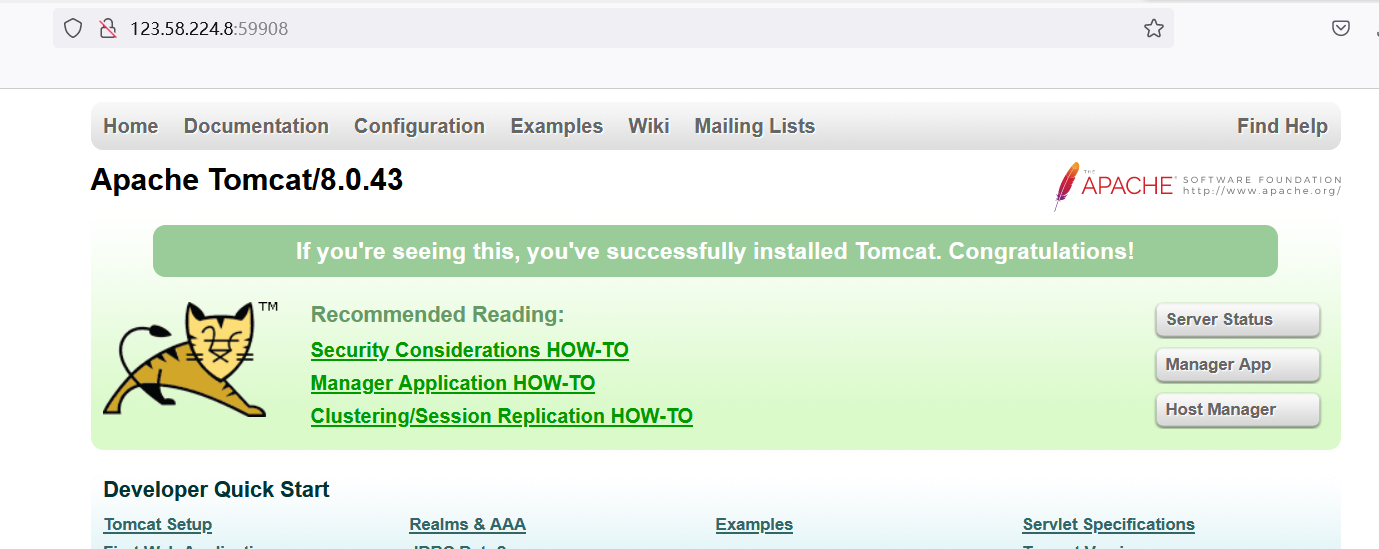 123.58.224.8:59908
Home Documentation Configuration Examples Wiki Mailing Lists Find Help
Apache Tomcat/8.0.43
THE APACHE® SOFTWARE FOUNDATION
http://www.apache.org/
If you're seeing this, you've successfully installed Tomcat. Congratulations!
TM
Recommended Reading:
Security Considerations HOW-TO
Manager Application HOW-TO
Clustering/Session Replication HOW-TO
Server Status
Manager App
Host Manager
Developer Quick Start
Tomcat Setup Realms & AAA Examples Servlet Specifications